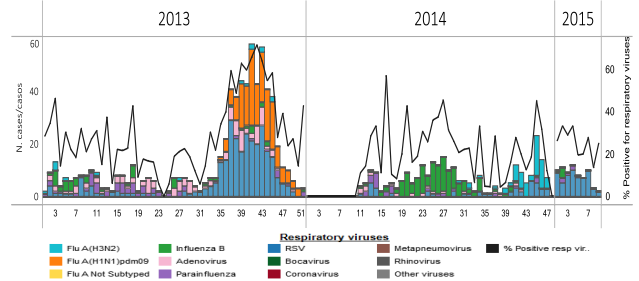 2013 2014 2015
N. cases/casos
60
40
20
0
% Positive for respiratory viruses
60
40
20
0
3 7 11 15 19 23 27 31 35 39 43 47 51 3 7 11 15 19 23 27 31 35 39 43 47 3 7
Respiratory viruses
Flu A(H3N2) Influenza B RSV Metapneumovirus % Positive resp vir..
Flu A(H1N1)pdm09 Adenovirus Bocavirus Rhinovirus
Flu A Not Subtyped Parainfluenza Coronavirus Other viruses